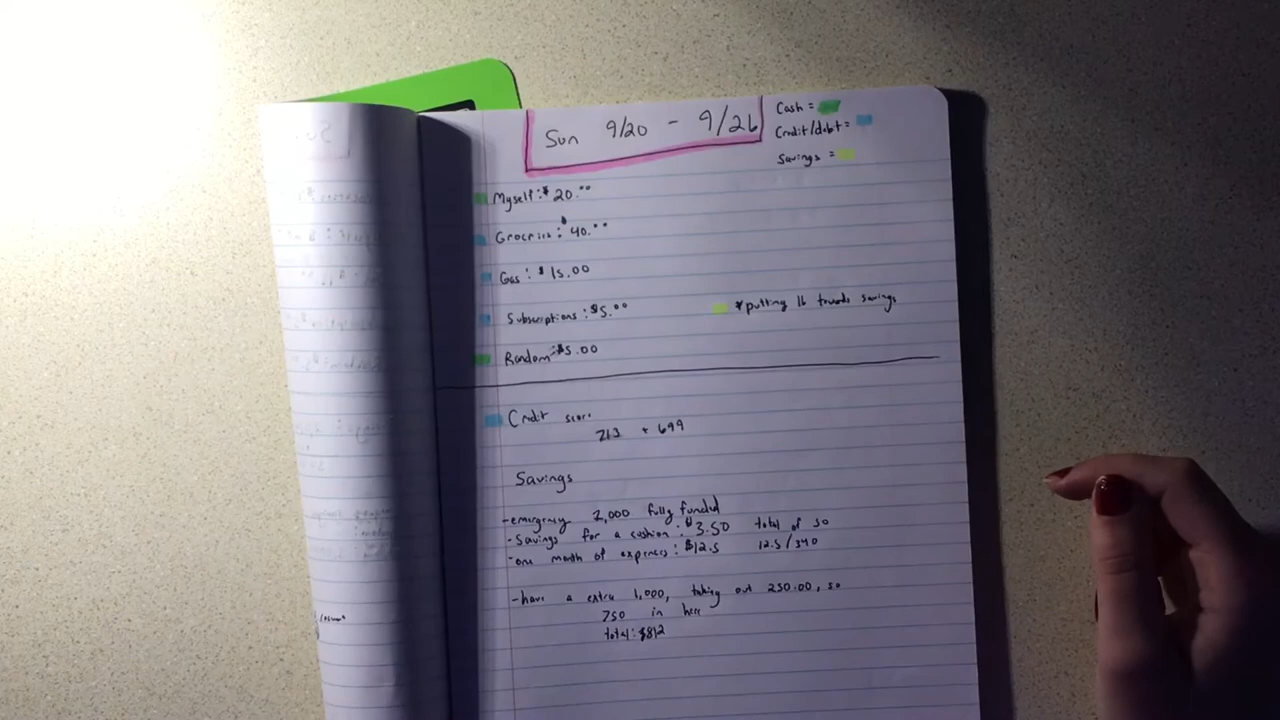 Sun 9/20 - 9/26
Cash =
Credit/debt =
Savings =
Myself: $20.00
Groceries: $40.00
Gas: $15.00
Subscriptions: $5.00
*putting 16 towards savings
Random: $5.00
Credit score
713 + 699
Savings
-emergency 2,000 fully funded
-savings for a cushion: $3.50 total of 50
-one month of expenses: $12.5 12.5/340
-have a extra 1,000, taking out 250.00, so
750 in here
total: $812